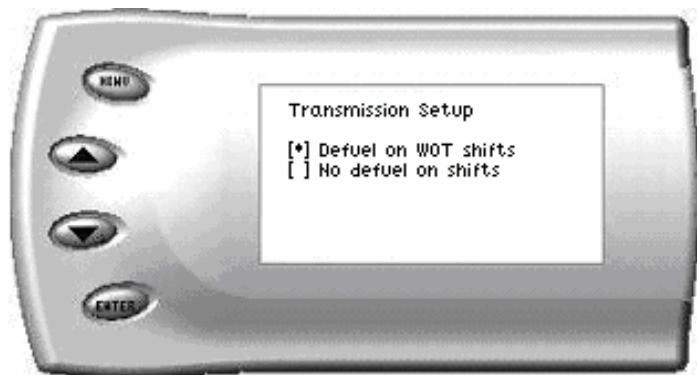 MENU
Transmission Setup
[•] Defuel on WOT shifts
[ ] No defuel on shifts
ENTER